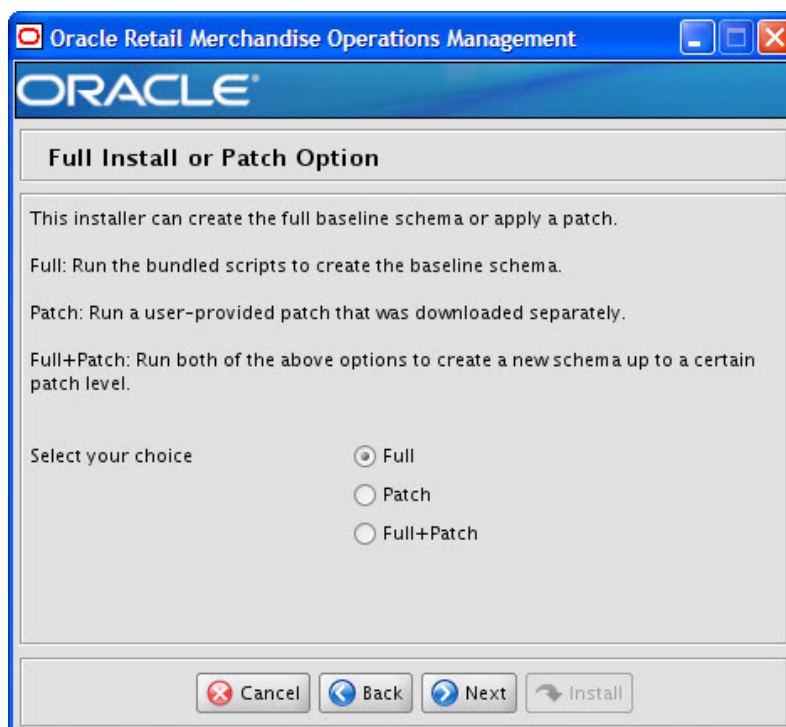 Oracle Retail Merchandise Operations Management
ORACLE®
Full Install or Patch Option
This installer can create the full baseline schema or apply a patch.
Full: Run the bundled scripts to create the baseline schema.
Patch: Run a user-provided patch that was downloaded separately.
Full+Patch: Run both of the above options to create a new schema up to a certain
patch level.
Select your choice
Full
Patch
Full+Patch
Cancel Back Next Install